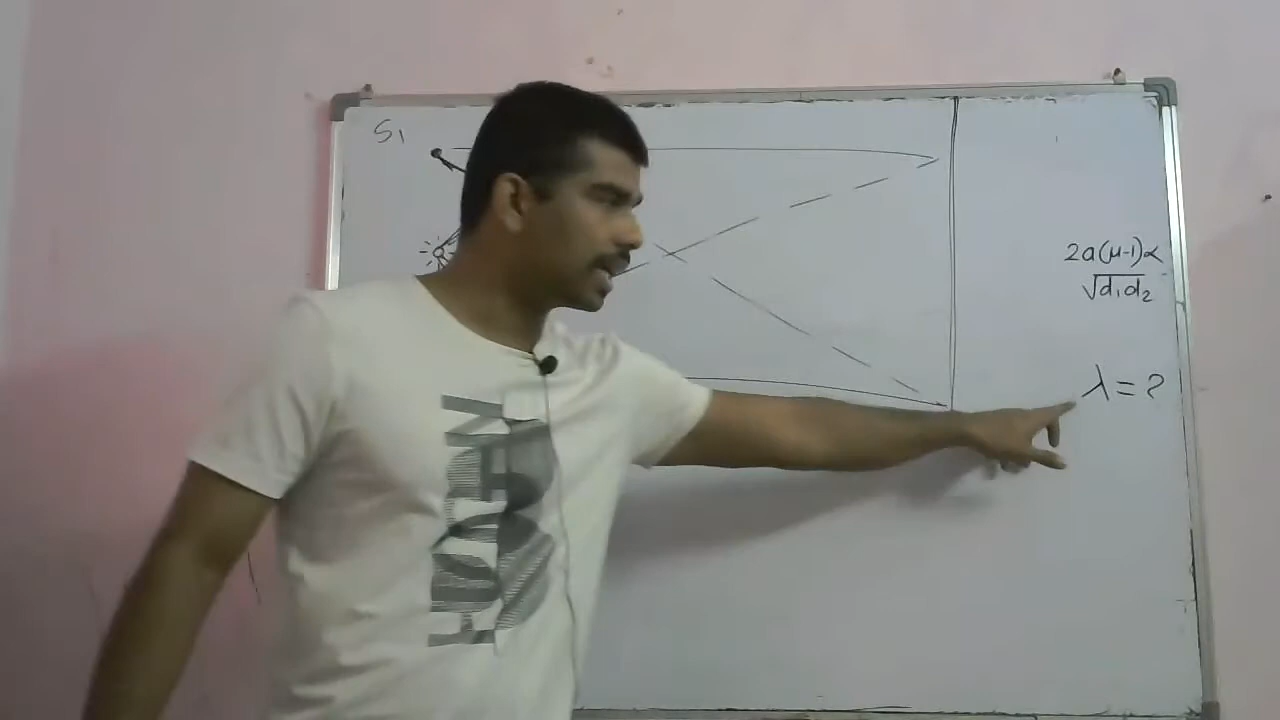 S₁
2a(μ-1)α
√d₁d₂
λ = ?